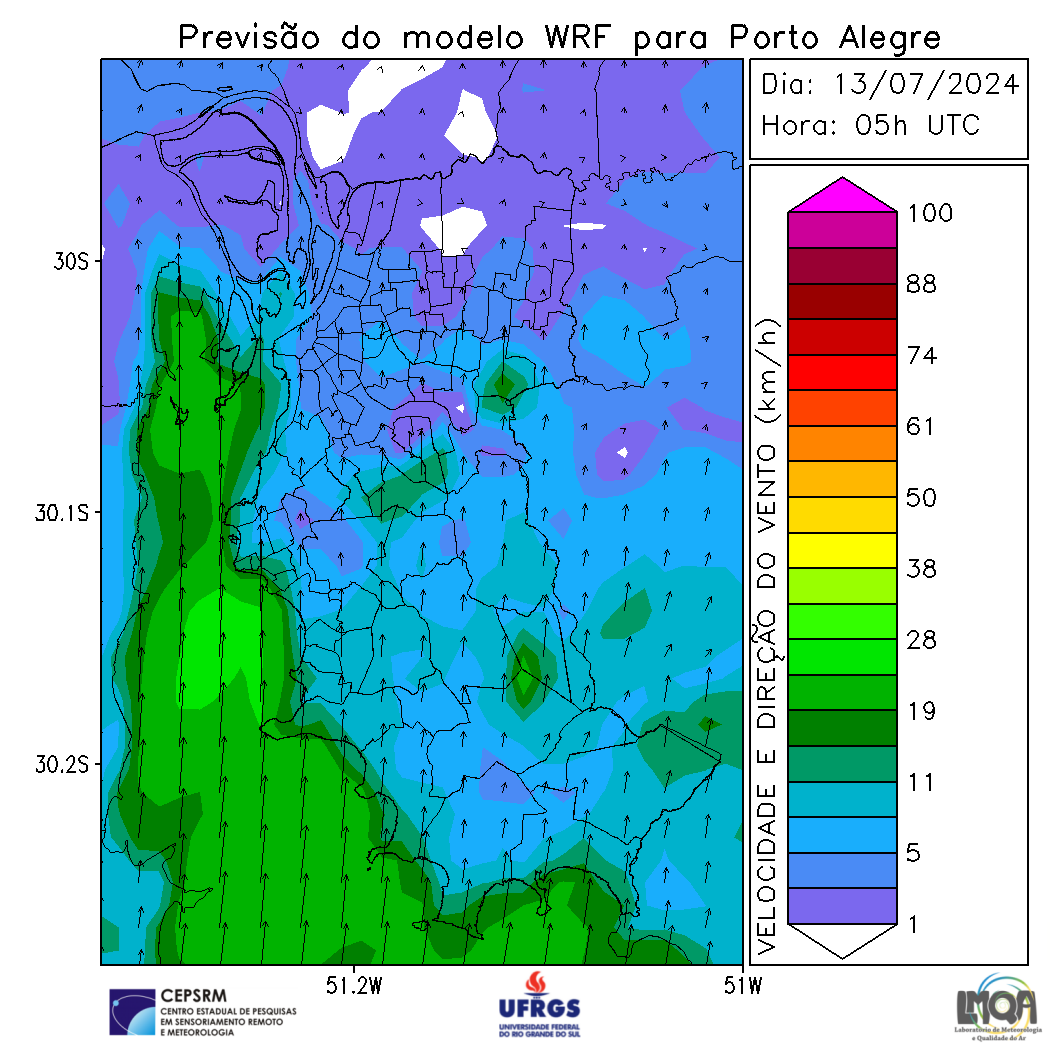 Previsão do modelo WRF para Porto Alegre
Dia: 13/07/2024
Hora: 05h UTC
30S
30.1S
30.2S
51.2W
51W
VELOCIDADE E DIREÇÃO DO VENTO (km/h)
100
88
74
61
50
38
28
19
11
5
1
CEPSRM
CENTRO ESTADUAL DE PESQUISAS
EM SENSORIAMENTO REMOTO
E METEOROLOGIA
UFRGS
UNIVERSIDADE FEDERAL
DO RIO GRANDE DO SUL
LMQA
Laboratório de Meteorologia
e Qualidade do Ar